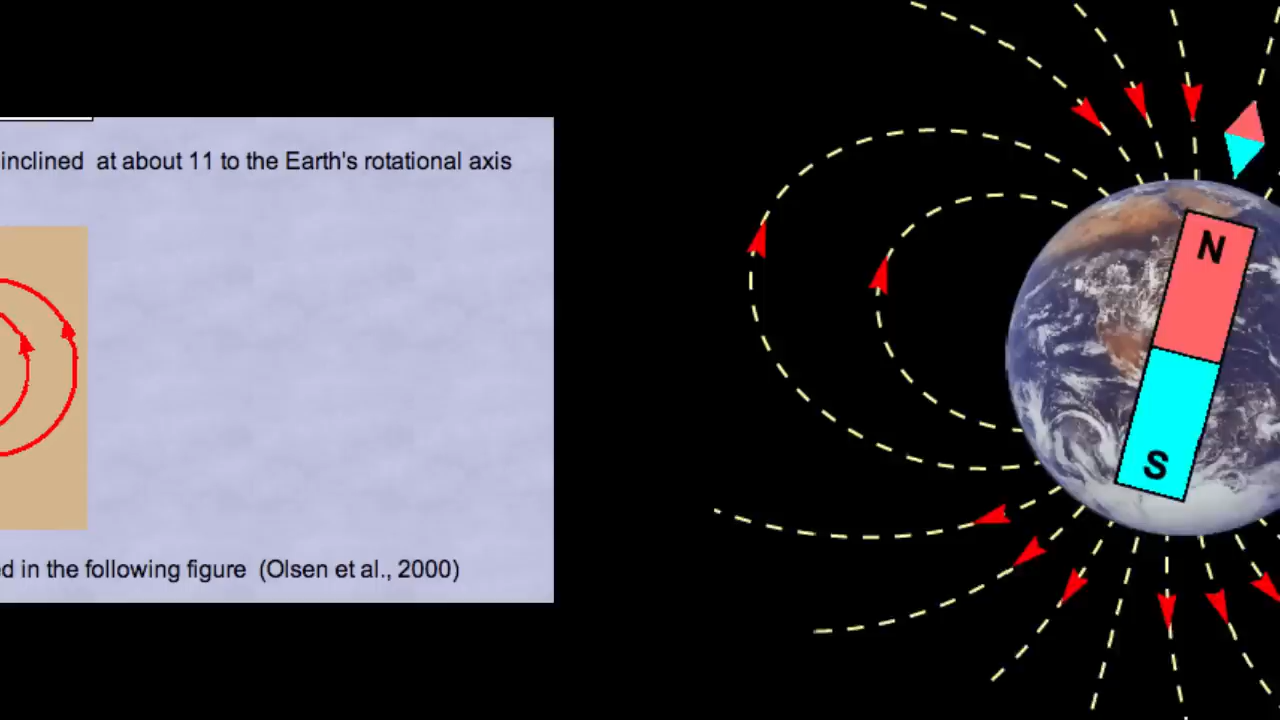 inclined at about 11 to the Earth's rotational axis
N
S
in the following figure (Olsen et al., 2000)